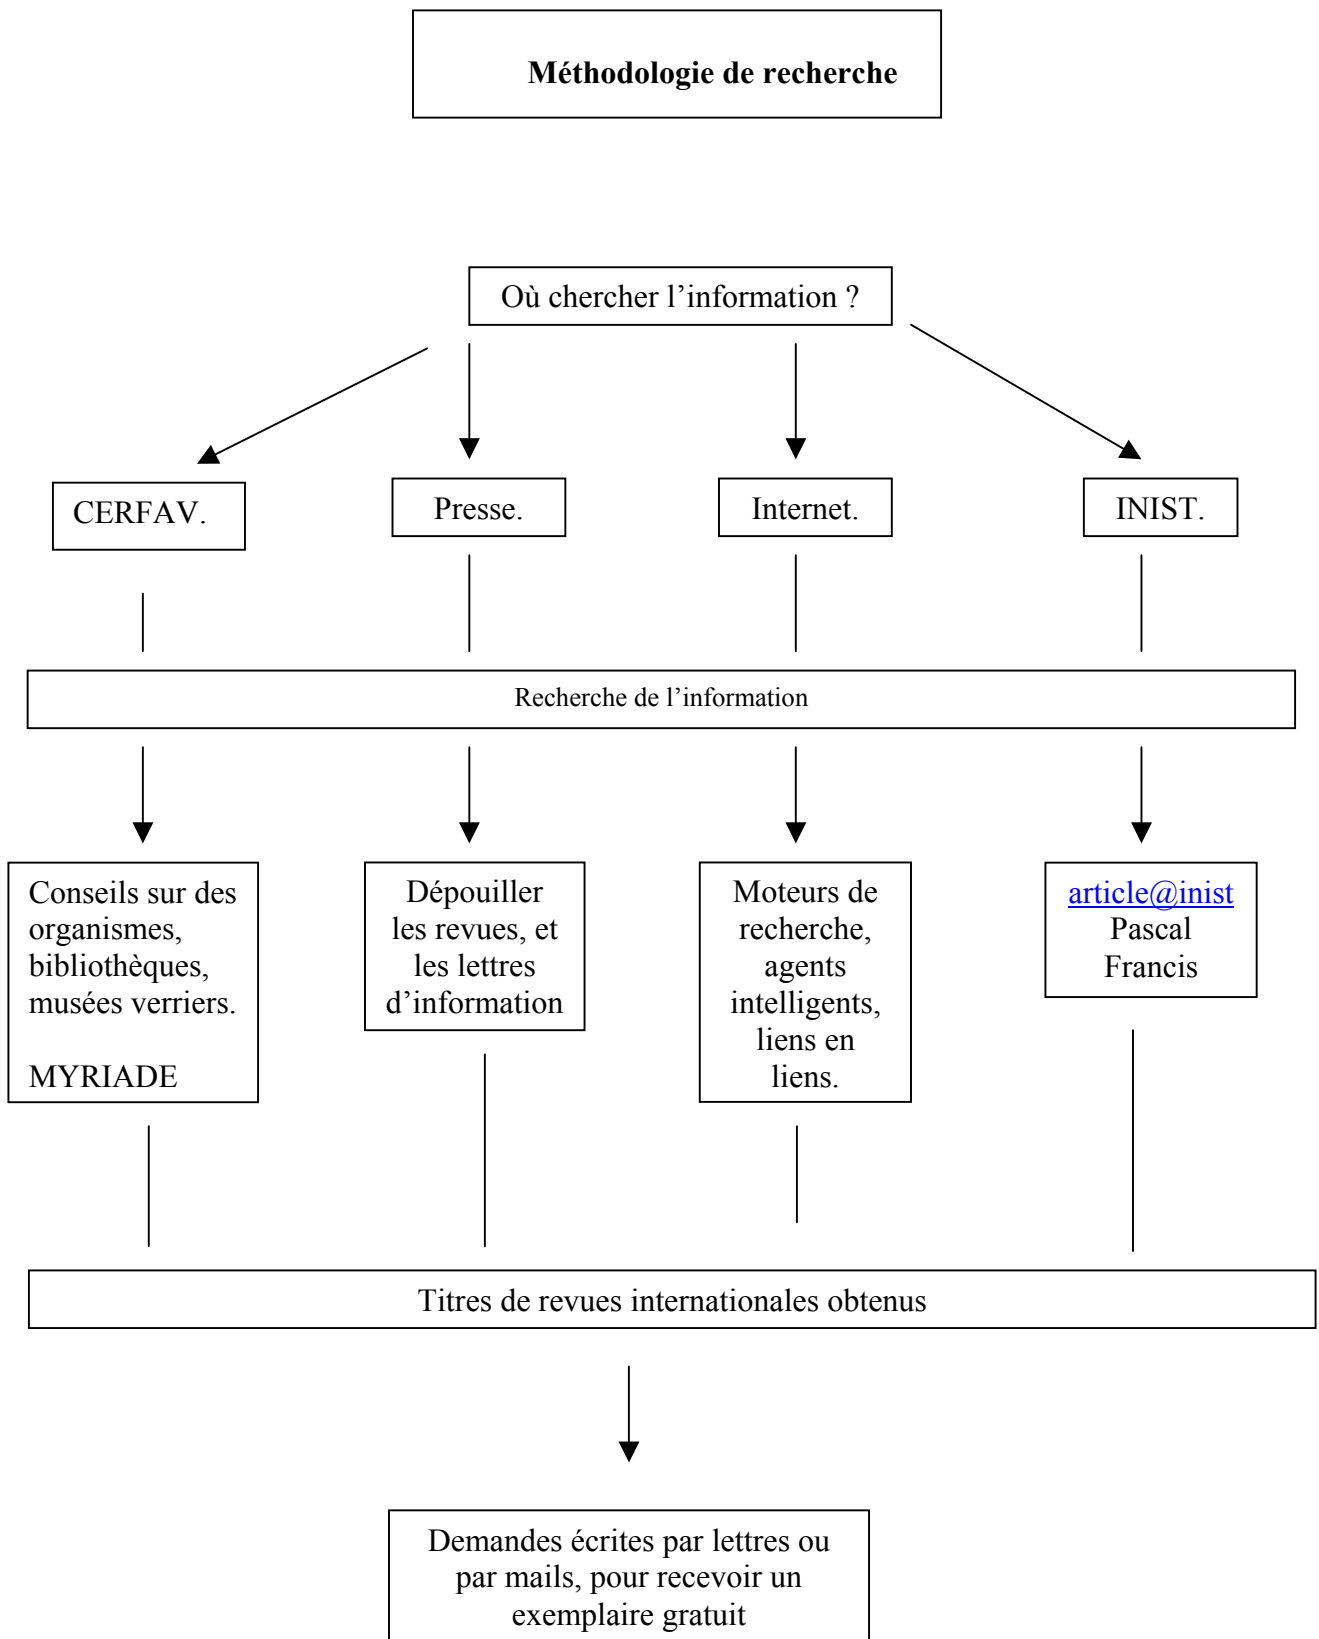 Méthodologie de recherche
Où chercher l’information ?
CERFAV.
Presse.
Internet.
INIST.
Recherche de l’information
Conseils sur des
organismes,
bibliothèques,
musées verriers.
MYRIADE
Dépouiller
les revues, et
les lettres
d’information
Moteurs de
recherche,
agents
intelligents,
liens en
liens.
article@inist
Pascal
Francis
Titres de revues internationales obtenus
Demandes écrites par lettres ou
par mails, pour recevoir un
exemplaire gratuit